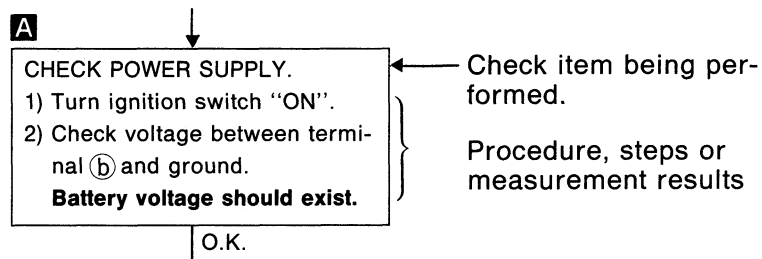 A
CHECK POWER SUPPLY.
1) Turn ignition switch “ON”.
2) Check voltage between termi-
nal ⓑ and ground.
Battery voltage should exist.
O.K.
Check item being per-
formed.
Procedure, steps or
measurement results